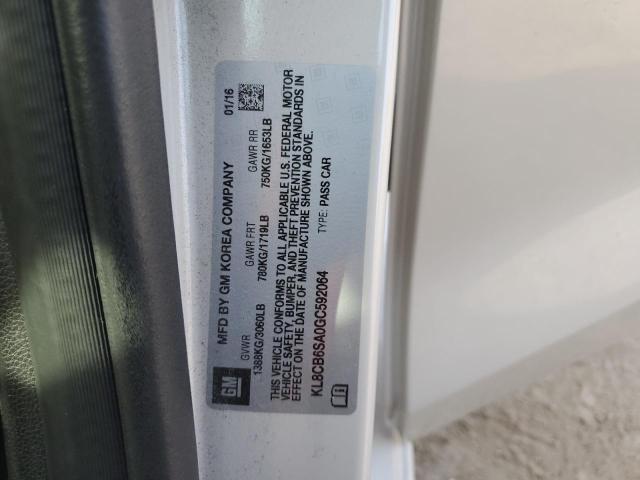 GM
MFD BY GM KOREA COMPANY 01/16
GVWR GAWR FRT GAWR RR
1388KG/3060LB 780KG/1719LB 750KG/1653LB
THIS VEHICLE CONFORMS TO ALL APPLICABLE U.S. FEDERAL MOTOR
VEHICLE SAFETY, BUMPER, AND THEFT PREVENTION STANDARDS IN
EFFECT ON THE DATE OF MANUFACTURE SHOWN ABOVE.
KL8CB6SA0GC592064 TYPE: PASS CAR